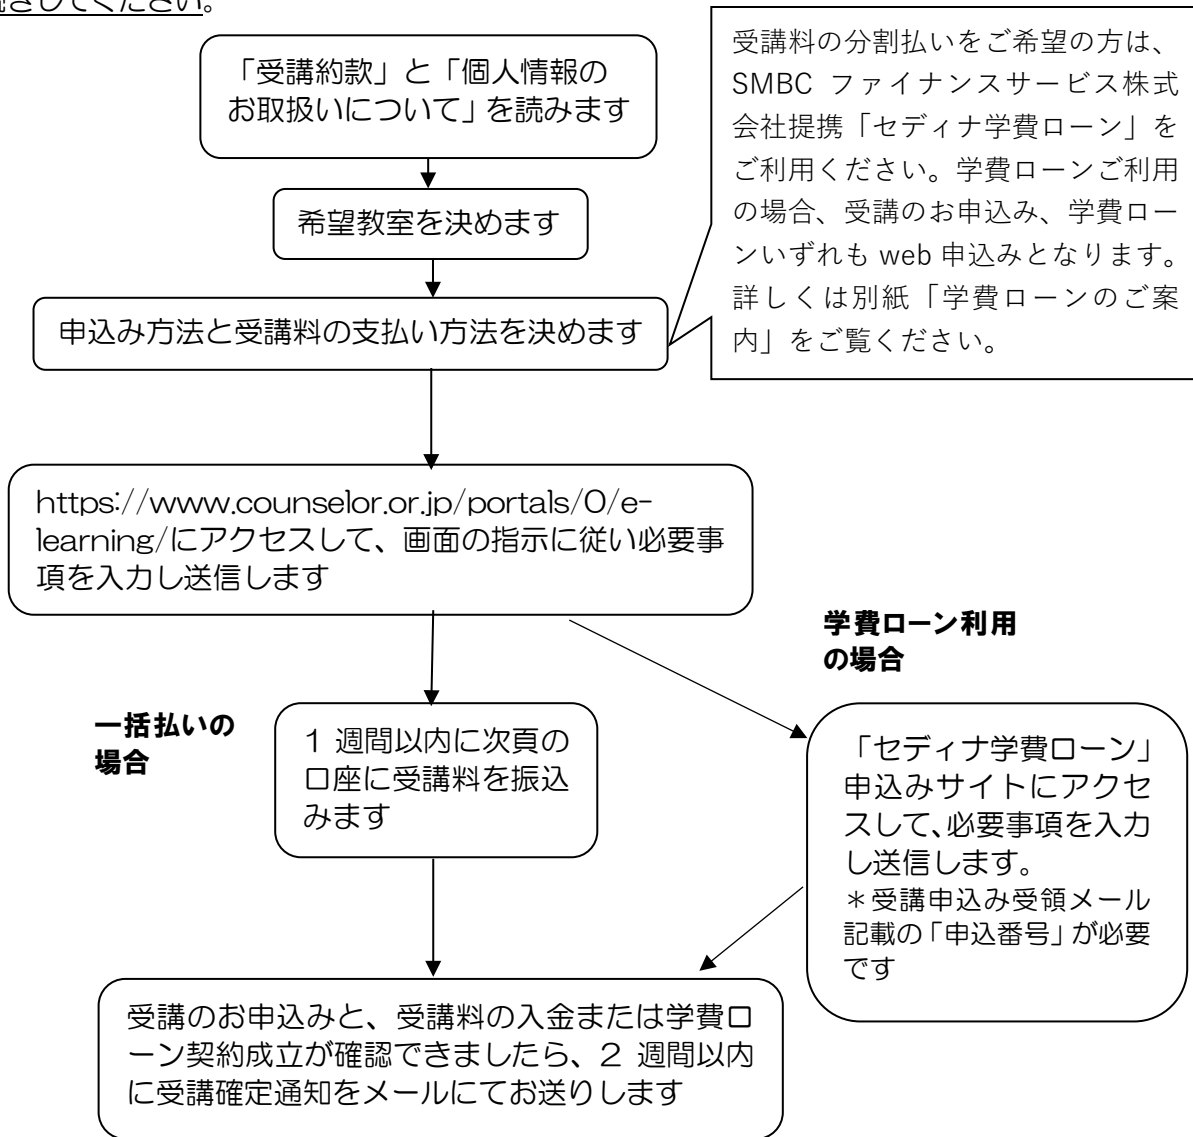 続きしてください。
「受講約款」と「個人情報の
お取扱いについて」を読みます
希望教室を決めます
申込み方法と受講料の支払い方法を決めます
受講料の分割払いをご希望の方は、
SMBC ファイナンスサービス株式
会社提携「セディナ学費ローン」を
ご利用ください。学費ローンご利用
の場合、受講のお申込み、学費ロー
ンいずれも web 申込みとなります。
詳しくは別紙「学費ローンのご案
内」をご覧ください。
https://www.counselor.or.jp/portals/0/e-
learning/にアクセスして、画面の指示に従い必要事
項を入力し送信します
一括払いの
場合
1 週間以内に次頁の
口座に受講料を振込
みます
学費ローン利用
の場合
「セディナ学費ローン」
申込みサイトにアクセ
スして、必要事項を入力
し送信します。
＊受講申込み受領メール
記載の「申込番号」が必要
です
受講のお申込みと、受講料の入金または学費ロ
ーン契約成立が確認できましたら、2 週間以内
に受講確定通知をメールにてお送りします